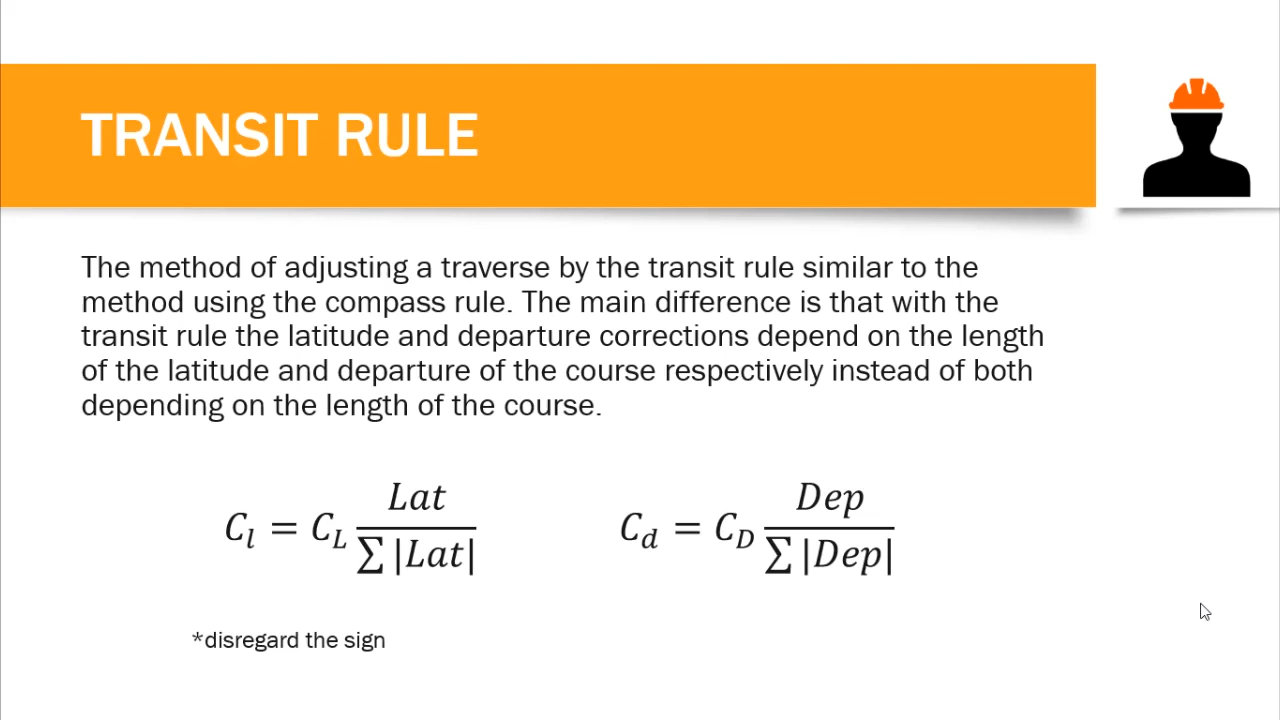 TRANSIT RULE
The method of adjusting a traverse by the transit rule similar to the
method using the compass rule. The main difference is that with the
transit rule the latitude and departure corrections depend on the length
of the latitude and departure of the course respectively instead of both
depending on the length of the course.
C_l = C_L Lat / ∑ |Lat|
C_d = C_D Dep / ∑ |Dep|
*disregard the sign